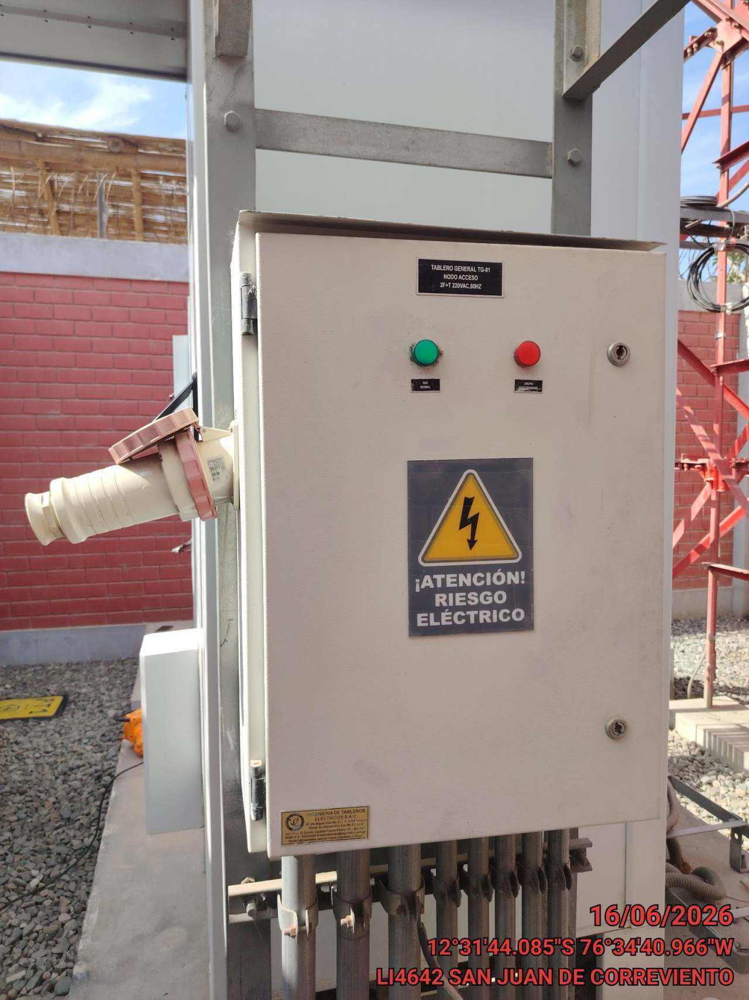 TABLERO GENERAL TG-01
NODO ACCESO
2F+T 220VAC,60HZ
RED
NORMAL
GRUPO
ELECTROGENO
¡ATENCIÓN!
RIESGO
ELÉCTRICO
INGENIERIA DE TABLEROS
ELECTRICOS S.A.C.
PT1
16/06/2026
12°31'44.085"S 76°34'40.966"W
LI4642 SAN JUAN DE CORREVIENTO